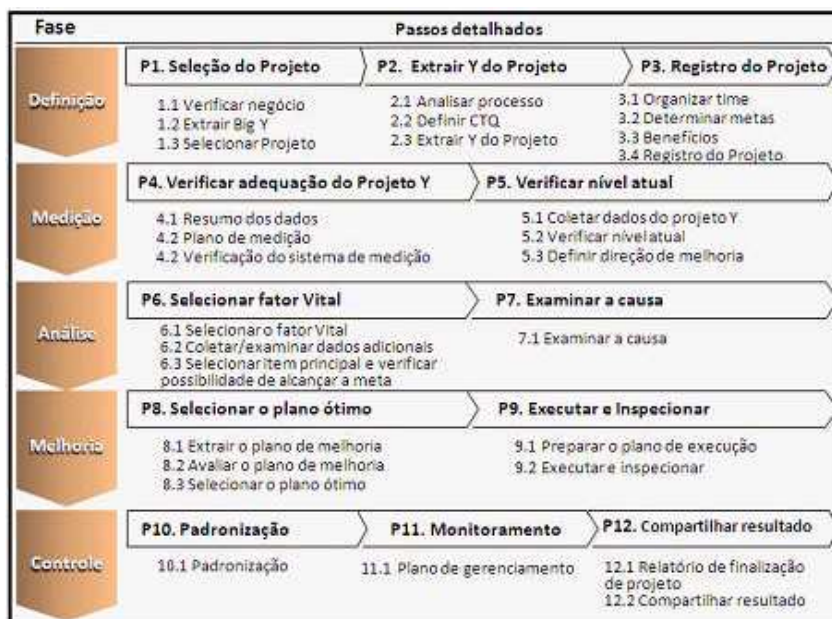 Fase
Passos detalhados
Definição
P1. Seleção do Projeto
P2. Extrair Y do Projeto
P3. Registro do Projeto
1.1 Verificar negócio
1.2 Extrair Big Y
1.3 Selecionar Projeto
2.1 Analisar processo
2.2 Definir CTQ
2.3 Extrair Y do Projeto
3.1 Organizar time
3.2 Determinar metas
3.3 Benefícios
3.4 Registro do Projeto
Medição
P4. Verificar adequação do Projeto Y
P5. Verificar nível atual
4.1 Resumo dos dados
4.2 Plano de medição
4.2 Verificação do sistema de medição
5.1 Coletar dados do projeto Y
5.2 Verificar nível atual
5.3 Definir direção de melhoria
Análise
P6. Selecionar fator Vital
P7. Examinar a causa
6.1 Selecionar o fator Vital
6.2 Coletar/examinar dados adicionais
6.3 Selecionar item principal e verificar
possibilidade de alcançar a meta
7.1 Examinar a causa
Melhoria
P8. Selecionar o plano ótimo
P9. Executar e Inspecionar
8.1 Extrair o plano de melhoria
8.2 Avaliar o plano de melhoria
8.3 Selecionar o plano ótimo
9.1 Preparar o plano de execução
9.2 Executar e inspecionar
Controle
P10. Padronização
P11. Monitoramento
P12. Compartilhar resultado
10.1 Padronização
11.1 Plano de gerenciamento
12.1 Relatório de finalização
de projeto
12.2 Compartilhar resultado